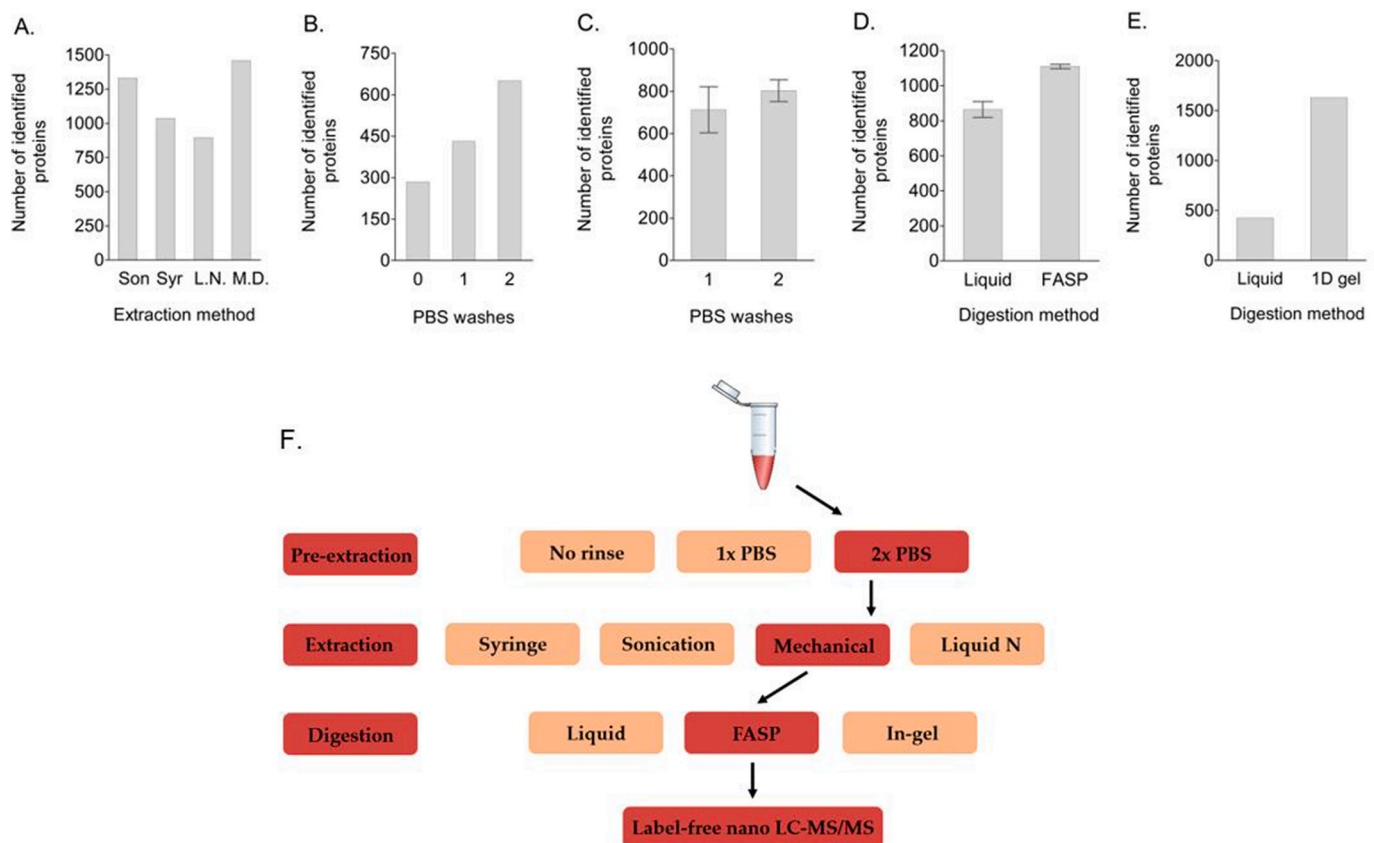 A.
Number of identified
proteins
1500
1250
1000
750
500
250
0
Son Syr L.N. M.D.
Extraction method
B.
Number of identified
proteins
750
600
450
300
150
0
0 1 2
PBS washes
C.
Number of identified
proteins
1000
800
600
400
200
0
1 2
PBS washes
D.
Number of identified
proteins
1200
1000
800
600
400
200
0
Liquid FASP
Digestion method
E.
Number of identified
proteins
2000
1500
1000
500
0
Liquid 1D gel
Digestion method
F.
Pre-extraction No rinse 1x PBS 2x PBS
Extraction Syringe Sonication Mechanical Liquid N
Digestion Liquid FASP In-gel
Label-free nano LC-MS/MS